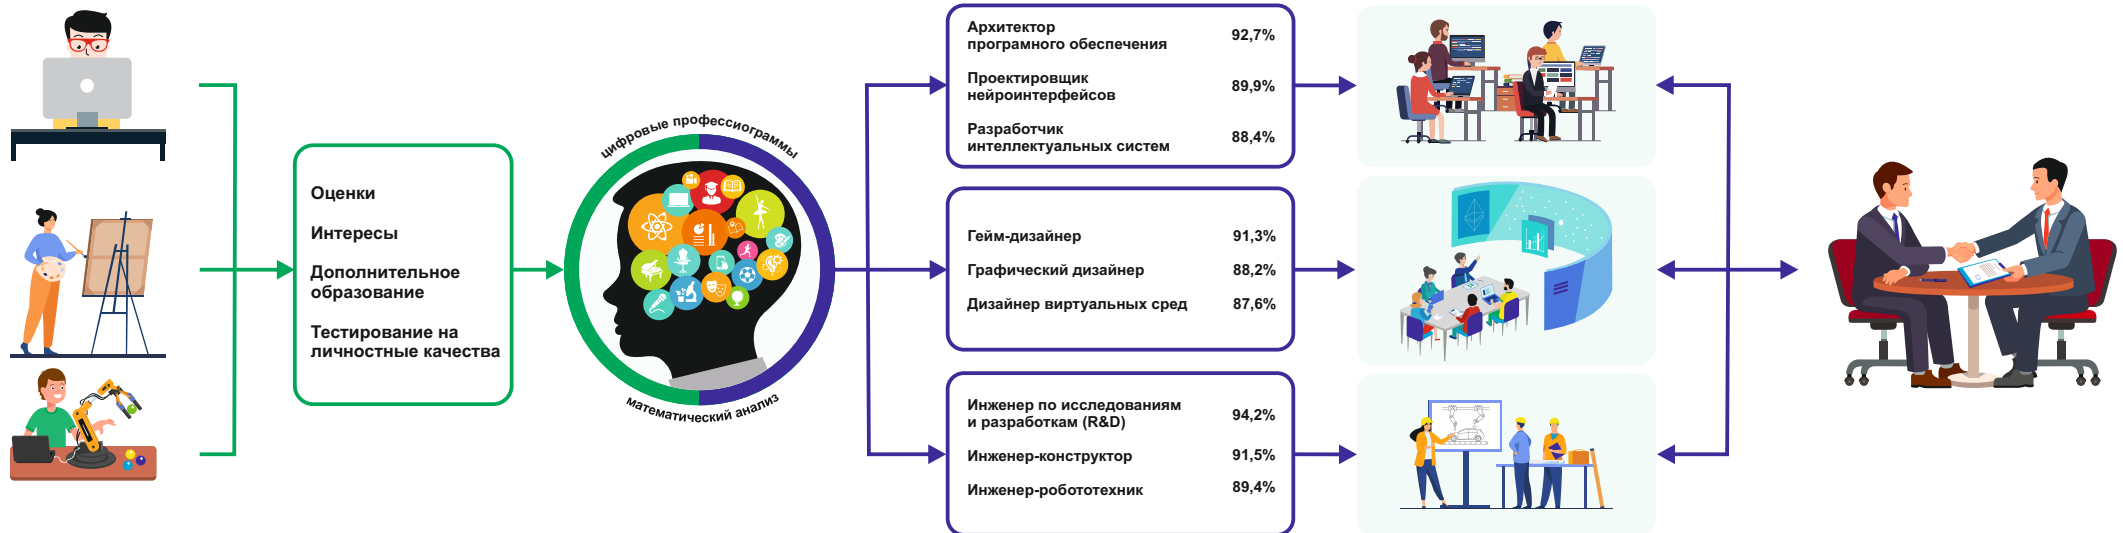 Оценки
Интересы
Дополнительное
образование
Тестирование на
личностные качества
цифровые профессиограммы
математический анализ
Архитектор
програмного обеспечения 92,7%
Проектировщик
нейроинтерфейсов 89,9%
Разработчик
интеллектуальных систем 88,4%
Гейм-дизайнер 91,3%
Графический дизайнер 88,2%
Дизайнер виртуальных сред 87,6%
Инженер по исследованиям
и разработкам (R&D) 94,2%
Инженер-конструктор 91,5%
Инженер-робототехник 89,4%